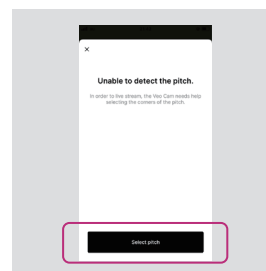 Unable to detect the pitch.
In order to live stream, the Veo Cam needs help
selecting the corners of the pitch.
Select pitch